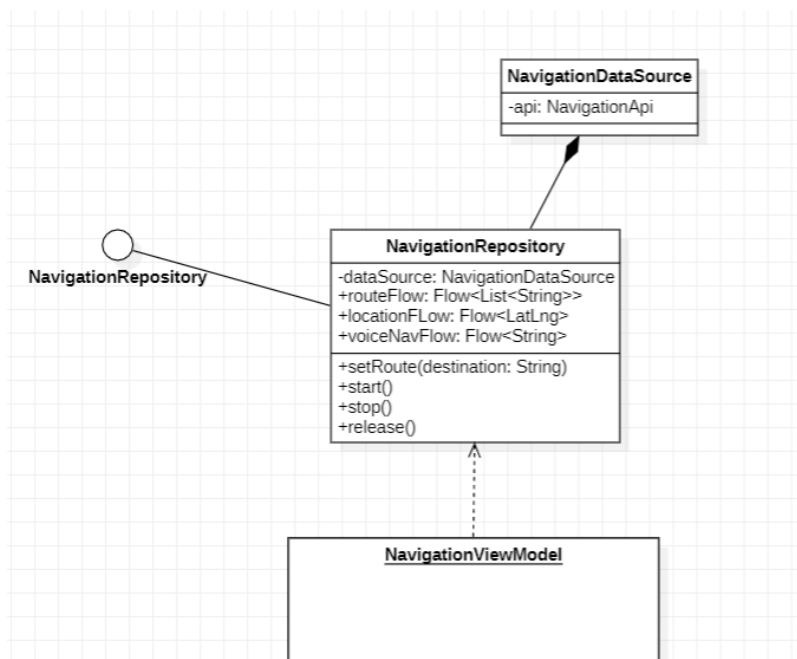 NavigationDataSource
-api: NavigationApi
NavigationRepository
NavigationRepository
-dataSource: NavigationDataSource
+routeFlow: Flow<List<String>>
+locationFLow: Flow<LatLng>
+voiceNavFlow: Flow<String>
+setRoute(destination: String)
+start()
+stop()
+release()
NavigationViewModel